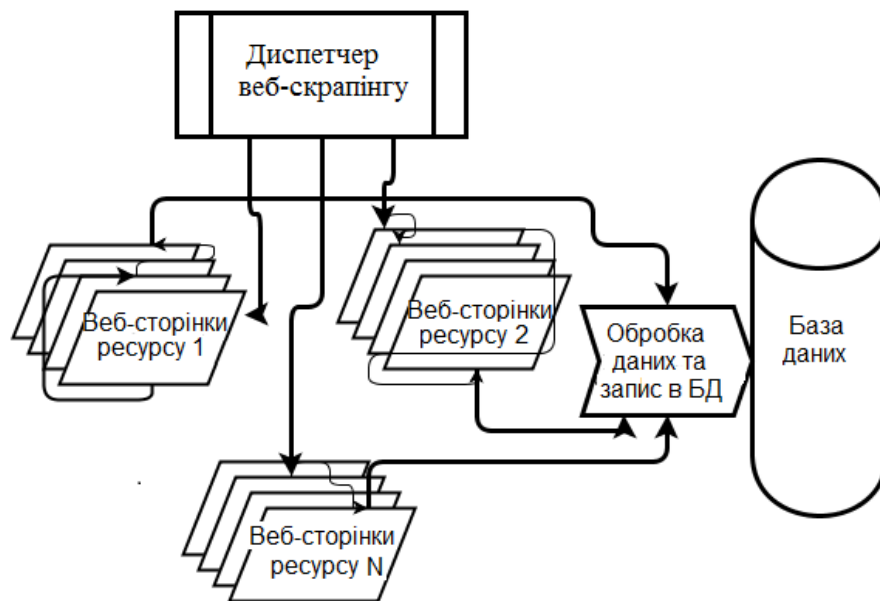 Диспетчер
веб-скрапінгу
Веб-сторінки
ресурсу 1
Веб-сторінки
ресурсу 2
Обробка
даних та
запис в БД
База
даних
Веб-сторінки
ресурсу N